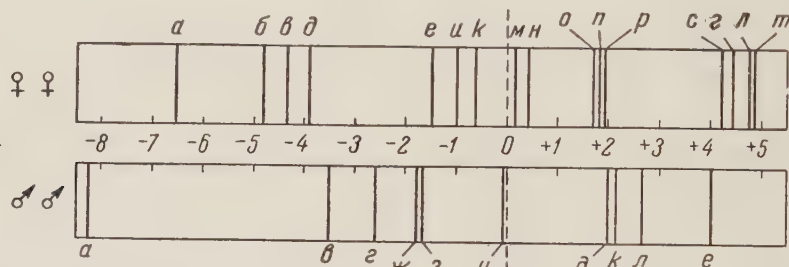 а б в д е и к м н о п р с г л т
♀ ♀
-8 -7 -6 -5 -4 -3 -2 -1 0 +1 +2 +3 +4 +5
♂ ♂
а в г д к л е